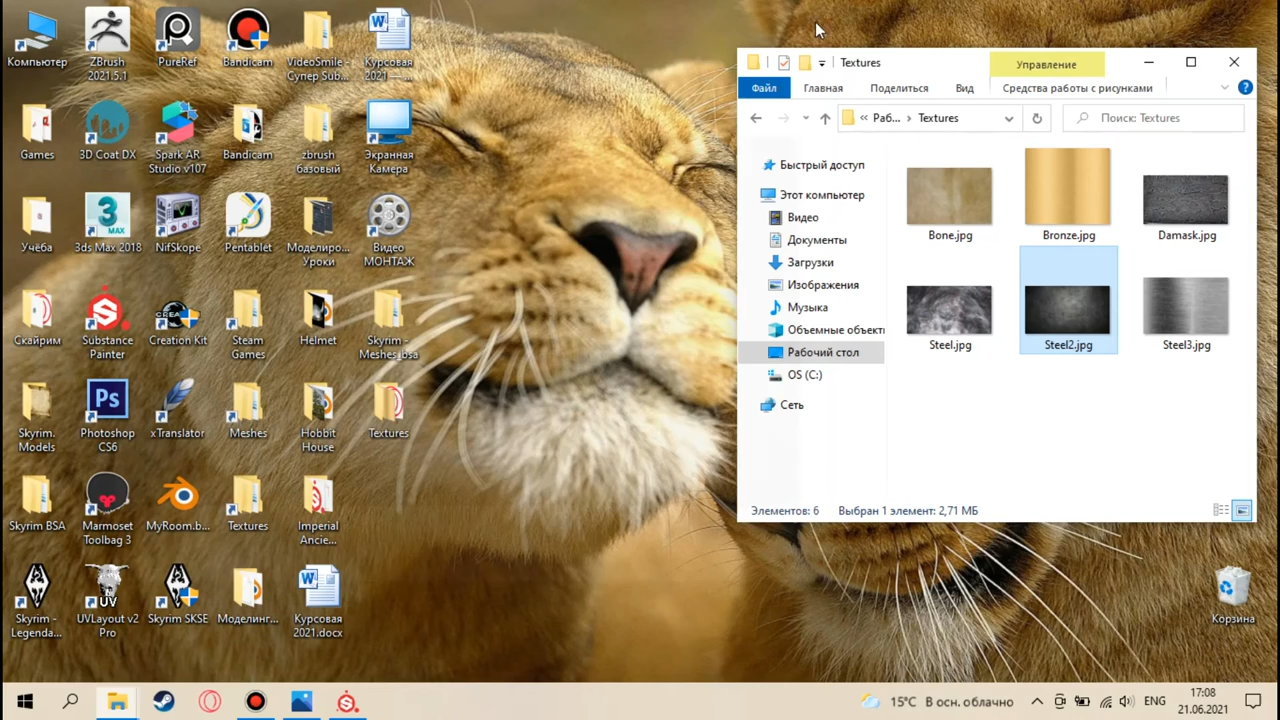 Компьютер
ZBrush
2021.5.1
PureRef
Bandicam
VideoSmile -
Супер Sub...
Курсовая
2021 —...
Games
3D Coat DX
Spark AR
Studio v107
Bandicam
zbrush
базовый
Экранная
Камера
Учёба
3ds Max 2018
NifSkope
Pentablet
Моделиро...
Уроки
Видео
МОНТАЖ
Скайрим
Substance
Painter
Creation Kit
Steam
Games
Helmet
Skyrim -
Meshes_bsa
Skyrim.
Models
Photoshop
CS6
xTranslator
Meshes
Hobbit
House
Textures
Skyrim BSA
Marmoset
Toolbag 3
MyRoom.b...
Textures
Imperial
Ancie...
Skyrim -
Legenda...
UVLayout v2
Pro
Skyrim SKSE
Моделинг...
Курсовая
2021.docx
Textures
Управление
Файл
Главная
Поделиться
Вид
Средства работы с рисунками
« Раб... › Textures
Поиск: Textures
Быстрый доступ
Этот компьютер
Видео
Документы
Загрузки
Изображения
Музыка
Объемные объект
Рабочий стол
OS (C:)
Сеть
Bone.jpg
Bronze.jpg
Damask.jpg
Steel.jpg
Steel2.jpg
Steel3.jpg
Элементов: 6
Выбран 1 элемент: 2,71 МБ
Корзина
15°C В осн. облачно
ENG
17:08
21.06.2021